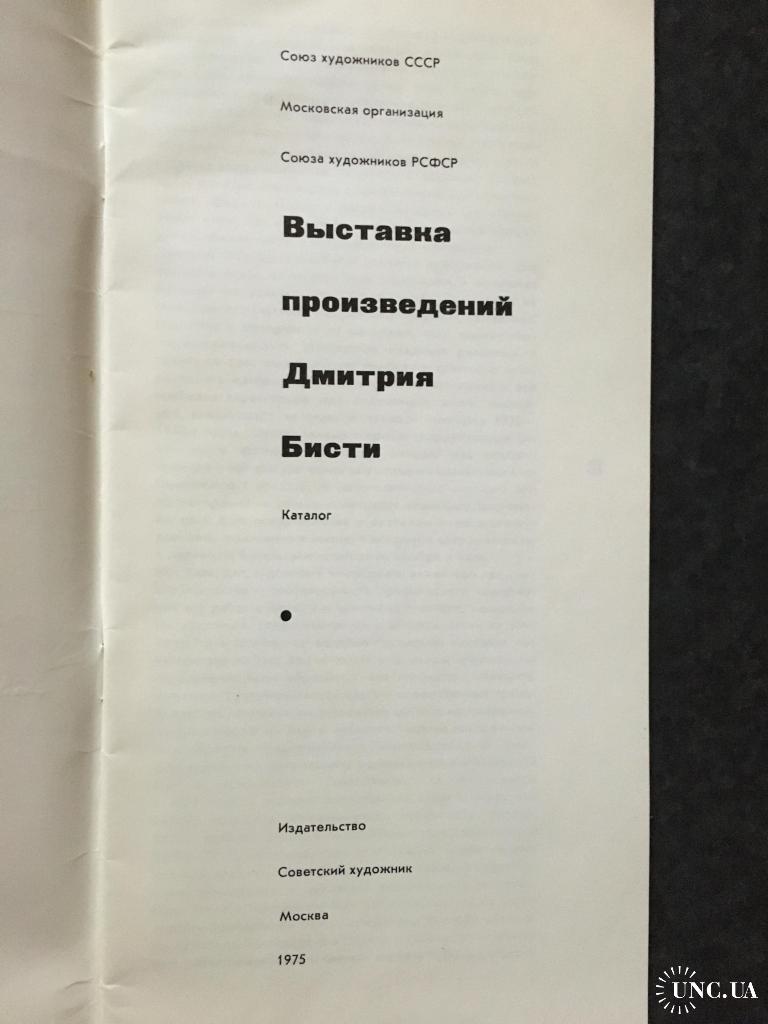 Союз художников СССР
Московская организация
Союза художников РСФСР
Выставка
произведений
Дмитрия
Бисти
Каталог
Издательство
Советский художник
Москва
1975
UNC.UA